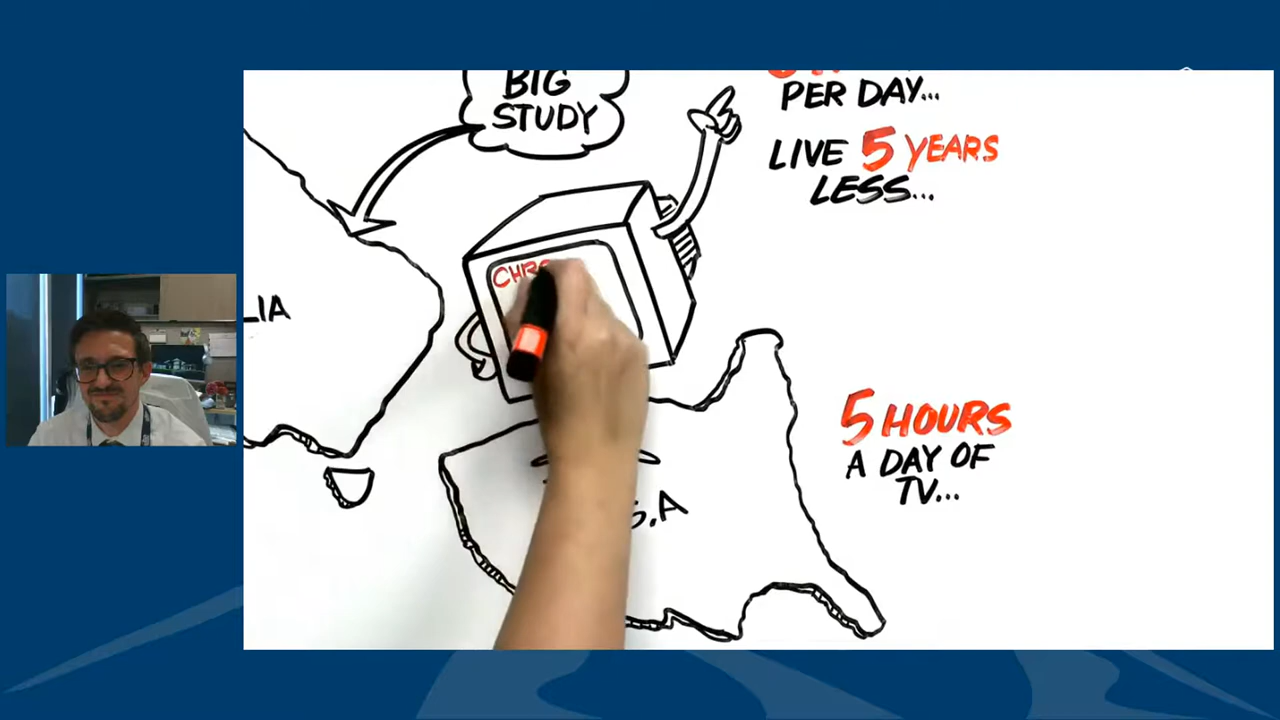 BIG
STUDY
PER DAY...
LIVE 5 YEARS
LESS...
LIA
5 HOURS
A DAY OF
TV...
S.A